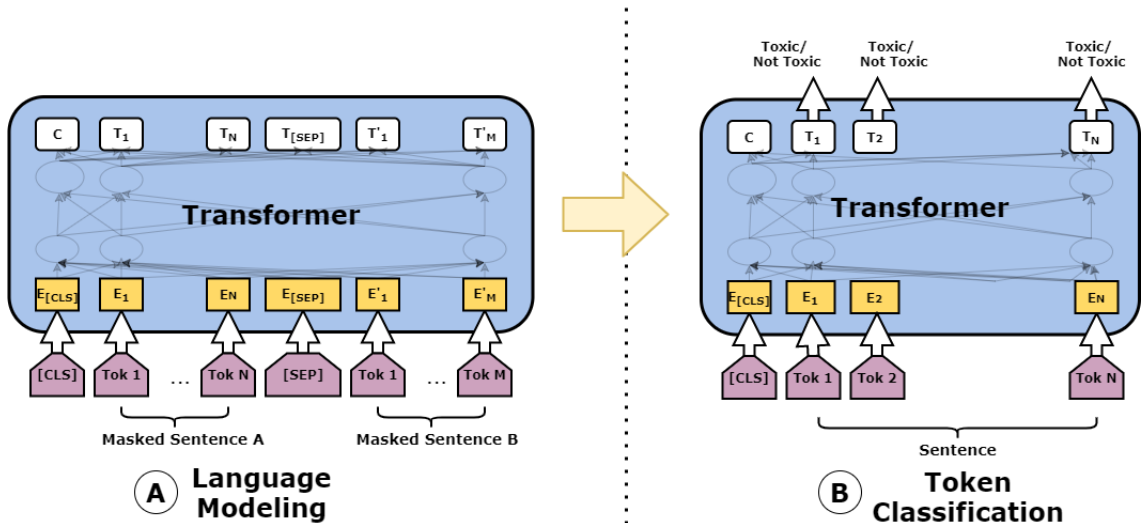 Toxic/ Toxic/ Toxic/
Not Toxic Not Toxic Not Toxic
C T1 TN T[SEP] T'1 T'M
Transformer
E[CLS] E1 EN E[SEP] E'1 E'M
[CLS] Tok 1 ... Tok N [SEP] Tok 1 ... Tok M
Masked Sentence A Masked Sentence B
A Language
Modeling
C T1 T2 TN
Transformer
E[CLS] E1 E2 EN
[CLS] Tok 1 Tok 2 Tok N
Sentence
B Token
Classification